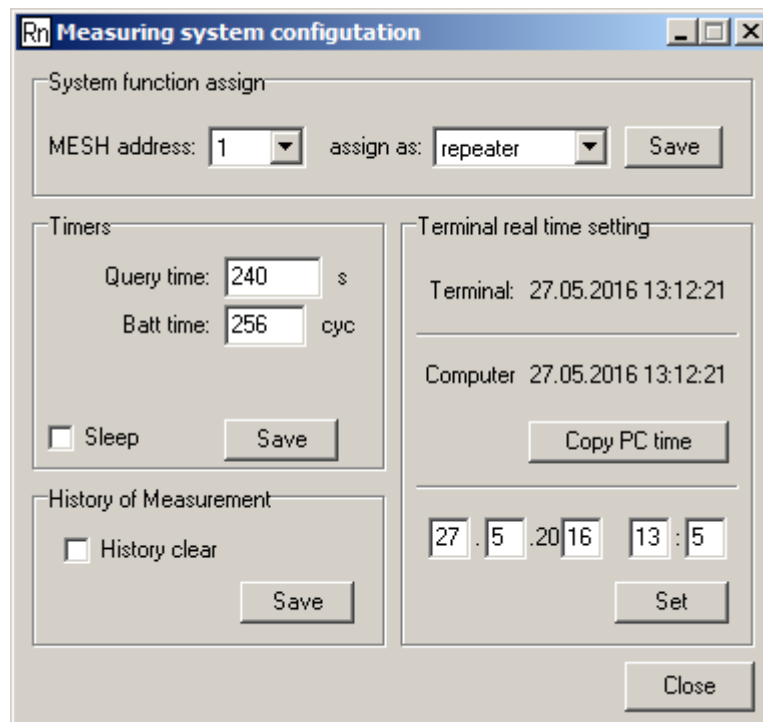 Rn Measuring system configutation
System function assign
MESH address: 1 assign as: repeater Save
Timers
Query time: 240 s
Batt time: 256 cyc
Sleep Save
History of Measurement
History clear
Save
Terminal real time setting
Terminal: 27.05.2016 13:12:21
Computer 27.05.2016 13:12:21
Copy PC time
27 . 5 .20 16 13 : 5
Set
Close